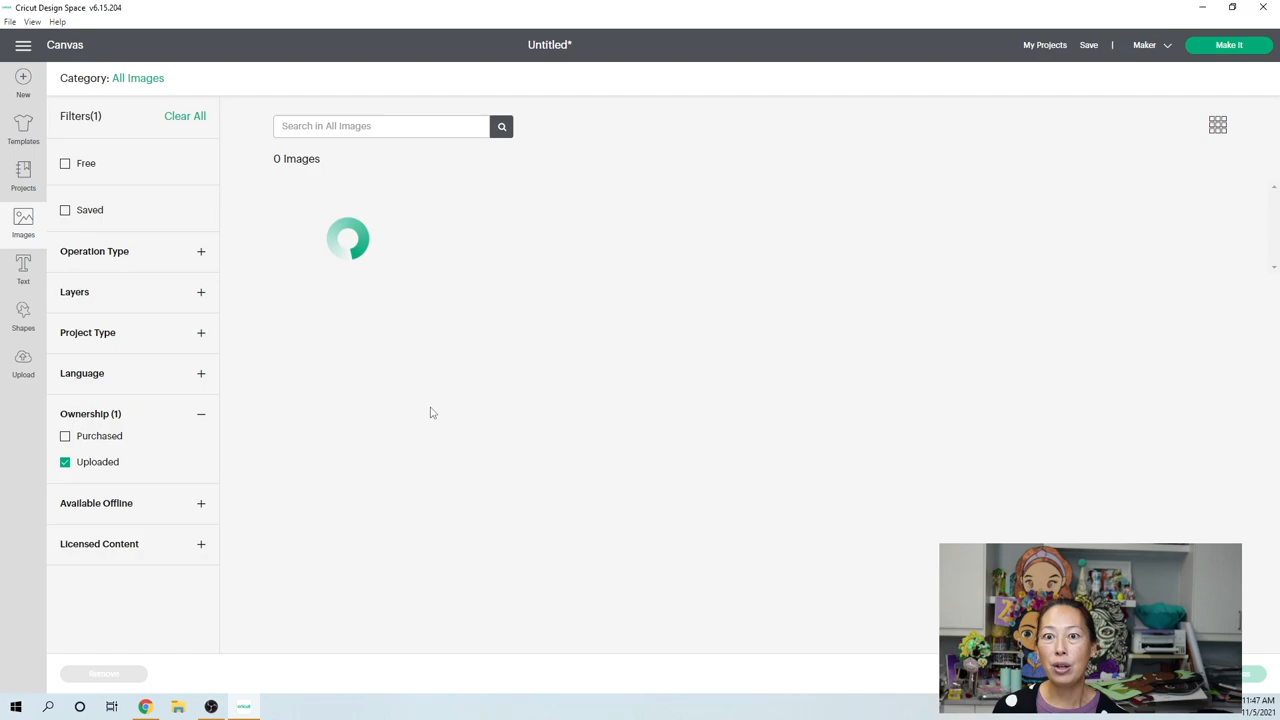 Cricut Design Space v6.15.204
File View Help
Canvas
Untitled*
My Projects Save | Maker Make It
New
Templates
Projects
Images
Text
Shapes
Upload
Category: All Images
Filters(1) Clear All
Free
Saved
Operation Type
Layers
Project Type
Language
Ownership (1)
Purchased
Uploaded
Available Offline
Licensed Content
Search in All Images
0 Images
Remove
cricut
11:47 AM
11/5/2021